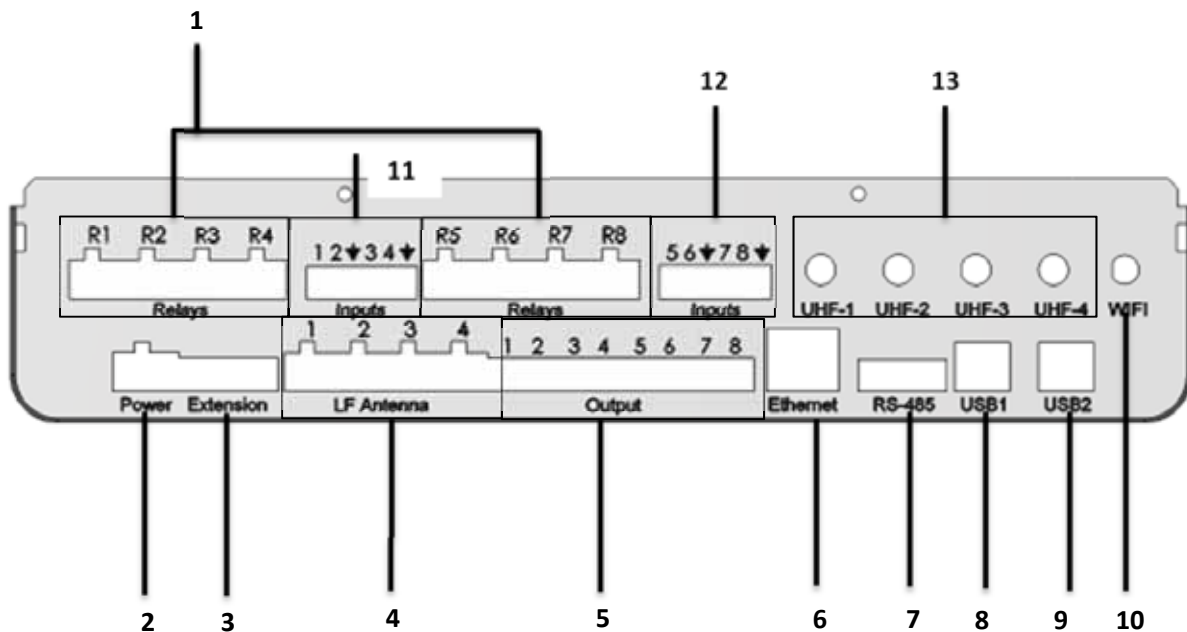 1
12
13
11
R1 R2 R3 R4
1 2 3 4
R5 R6 R7 R8
5 6 7 8
Relays
Inputs
Relays
Inputs
UHF-1 UHF-2 UHF-3 UHF-4 WIFI
1 2 3 4
1 2 3 4 5 6 7 8
Power Extension
LF Antenna
Output
Ethernet
RS-485
USB1
USB2
2 3 4 5 6 7 8 9 10